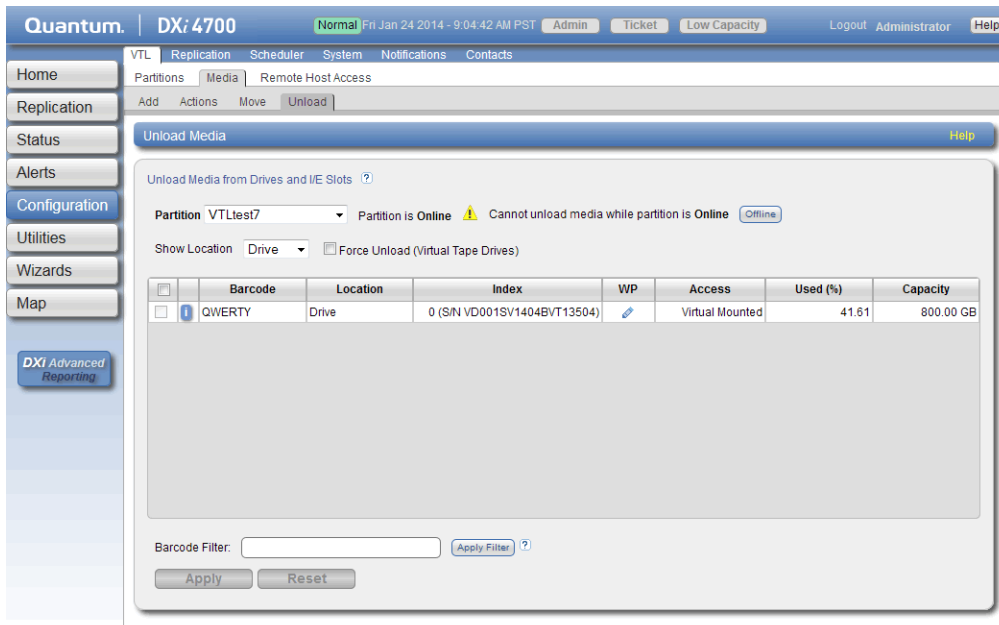 Quantum. | DXi4700 Normal Fri Jan 24 2014 - 9:04:42 AM PST Admin Ticket Low Capacity Logout Administrator Help
VTL Replication Scheduler System Notifications Contacts
Home
Partitions Media Remote Host Access
Replication
Add Actions Move Unload
Status
Unload Media Help
Alerts
Unload Media from Drives and I/E Slots ?
Configuration
Partition VTLtest7 Partition is Online Cannot unload media while partition is Online Offline
Utilities
Show Location Drive Force Unload (Virtual Tape Drives)
Wizards
Barcode Location Index WP Access Used (%) Capacity
Map
i QWERTY Drive 0 (S/N VD001SV1404BVT13504) Virtual Mounted 41.61 800.00 GB
DXi Advanced
Reporting
Barcode Filter: Apply Filter ?
Apply Reset